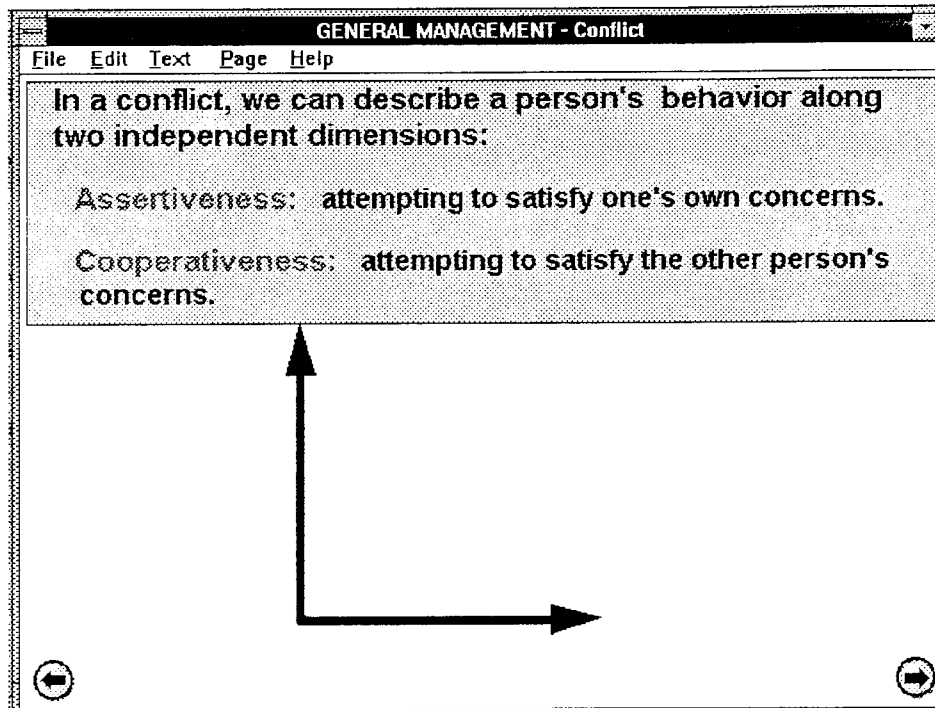 GENERAL MANAGEMENT - Conflict
File Edit Text Page Help
In a conflict, we can describe a person's behavior along
two independent dimensions:
Assertiveness: attempting to satisfy one's own concerns.
Cooperativeness: attempting to satisfy the other person's
concerns.